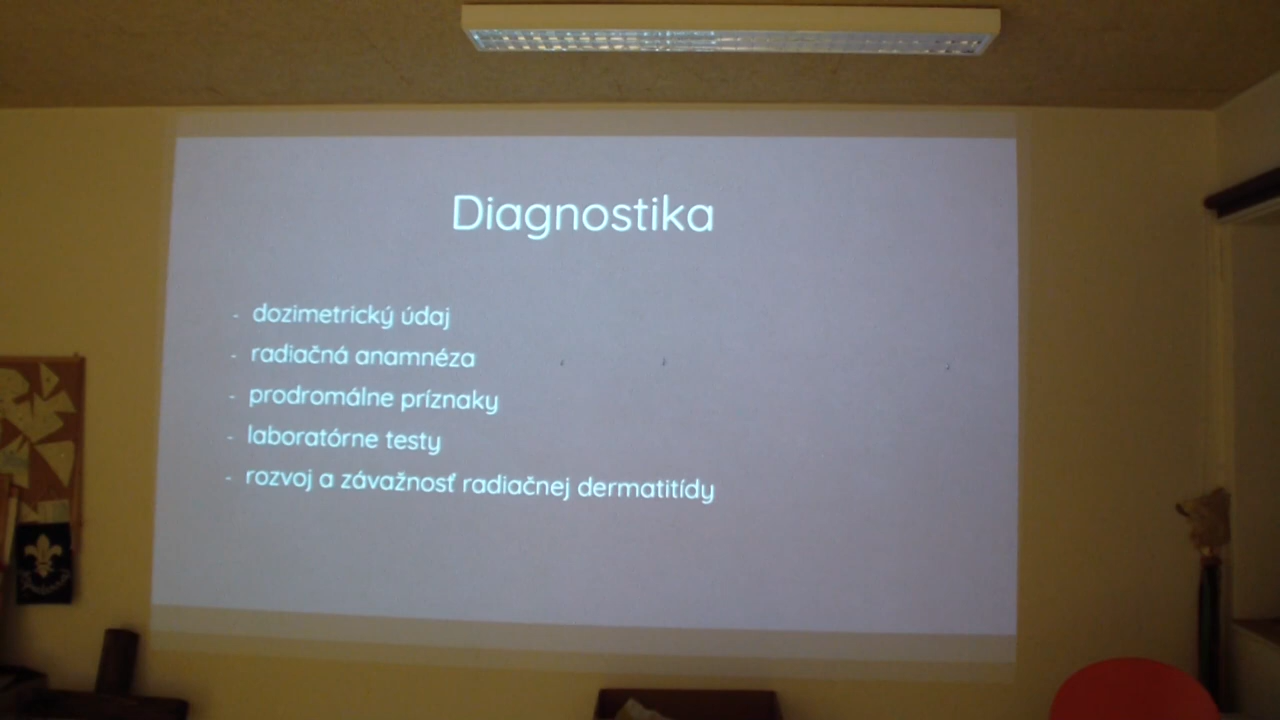 Diagnostika
- dozimetrický údaj
- radiačná anamnéza
- prodromálne príznaky
- laboratórne testy
- rozvoj a závažnosť radiačnej dermatitídy